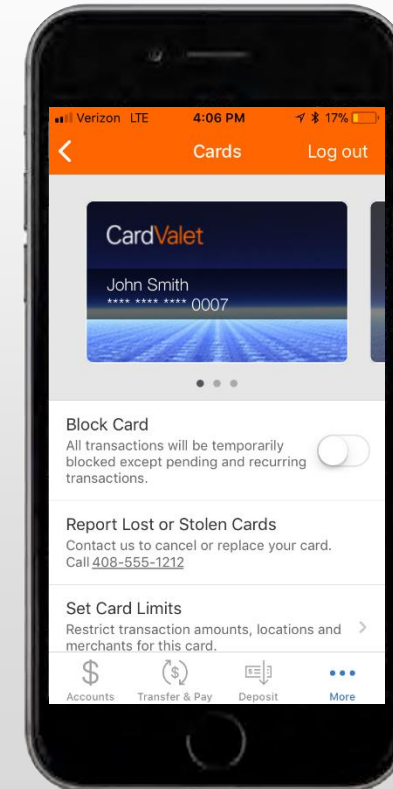 Verizon LTE 4:06 PM 17%
Cards Log out
CardValet
John Smith
**** **** **** 0007
Block Card
All transactions will be temporarily
blocked except pending and recurring
transactions.
Report Lost or Stolen Cards
Contact us to cancel or replace your card.
Call 408-555-1212
Set Card Limits
Restrict transaction amounts, locations and
merchants for this card.
Accounts Transfer & Pay Deposit More